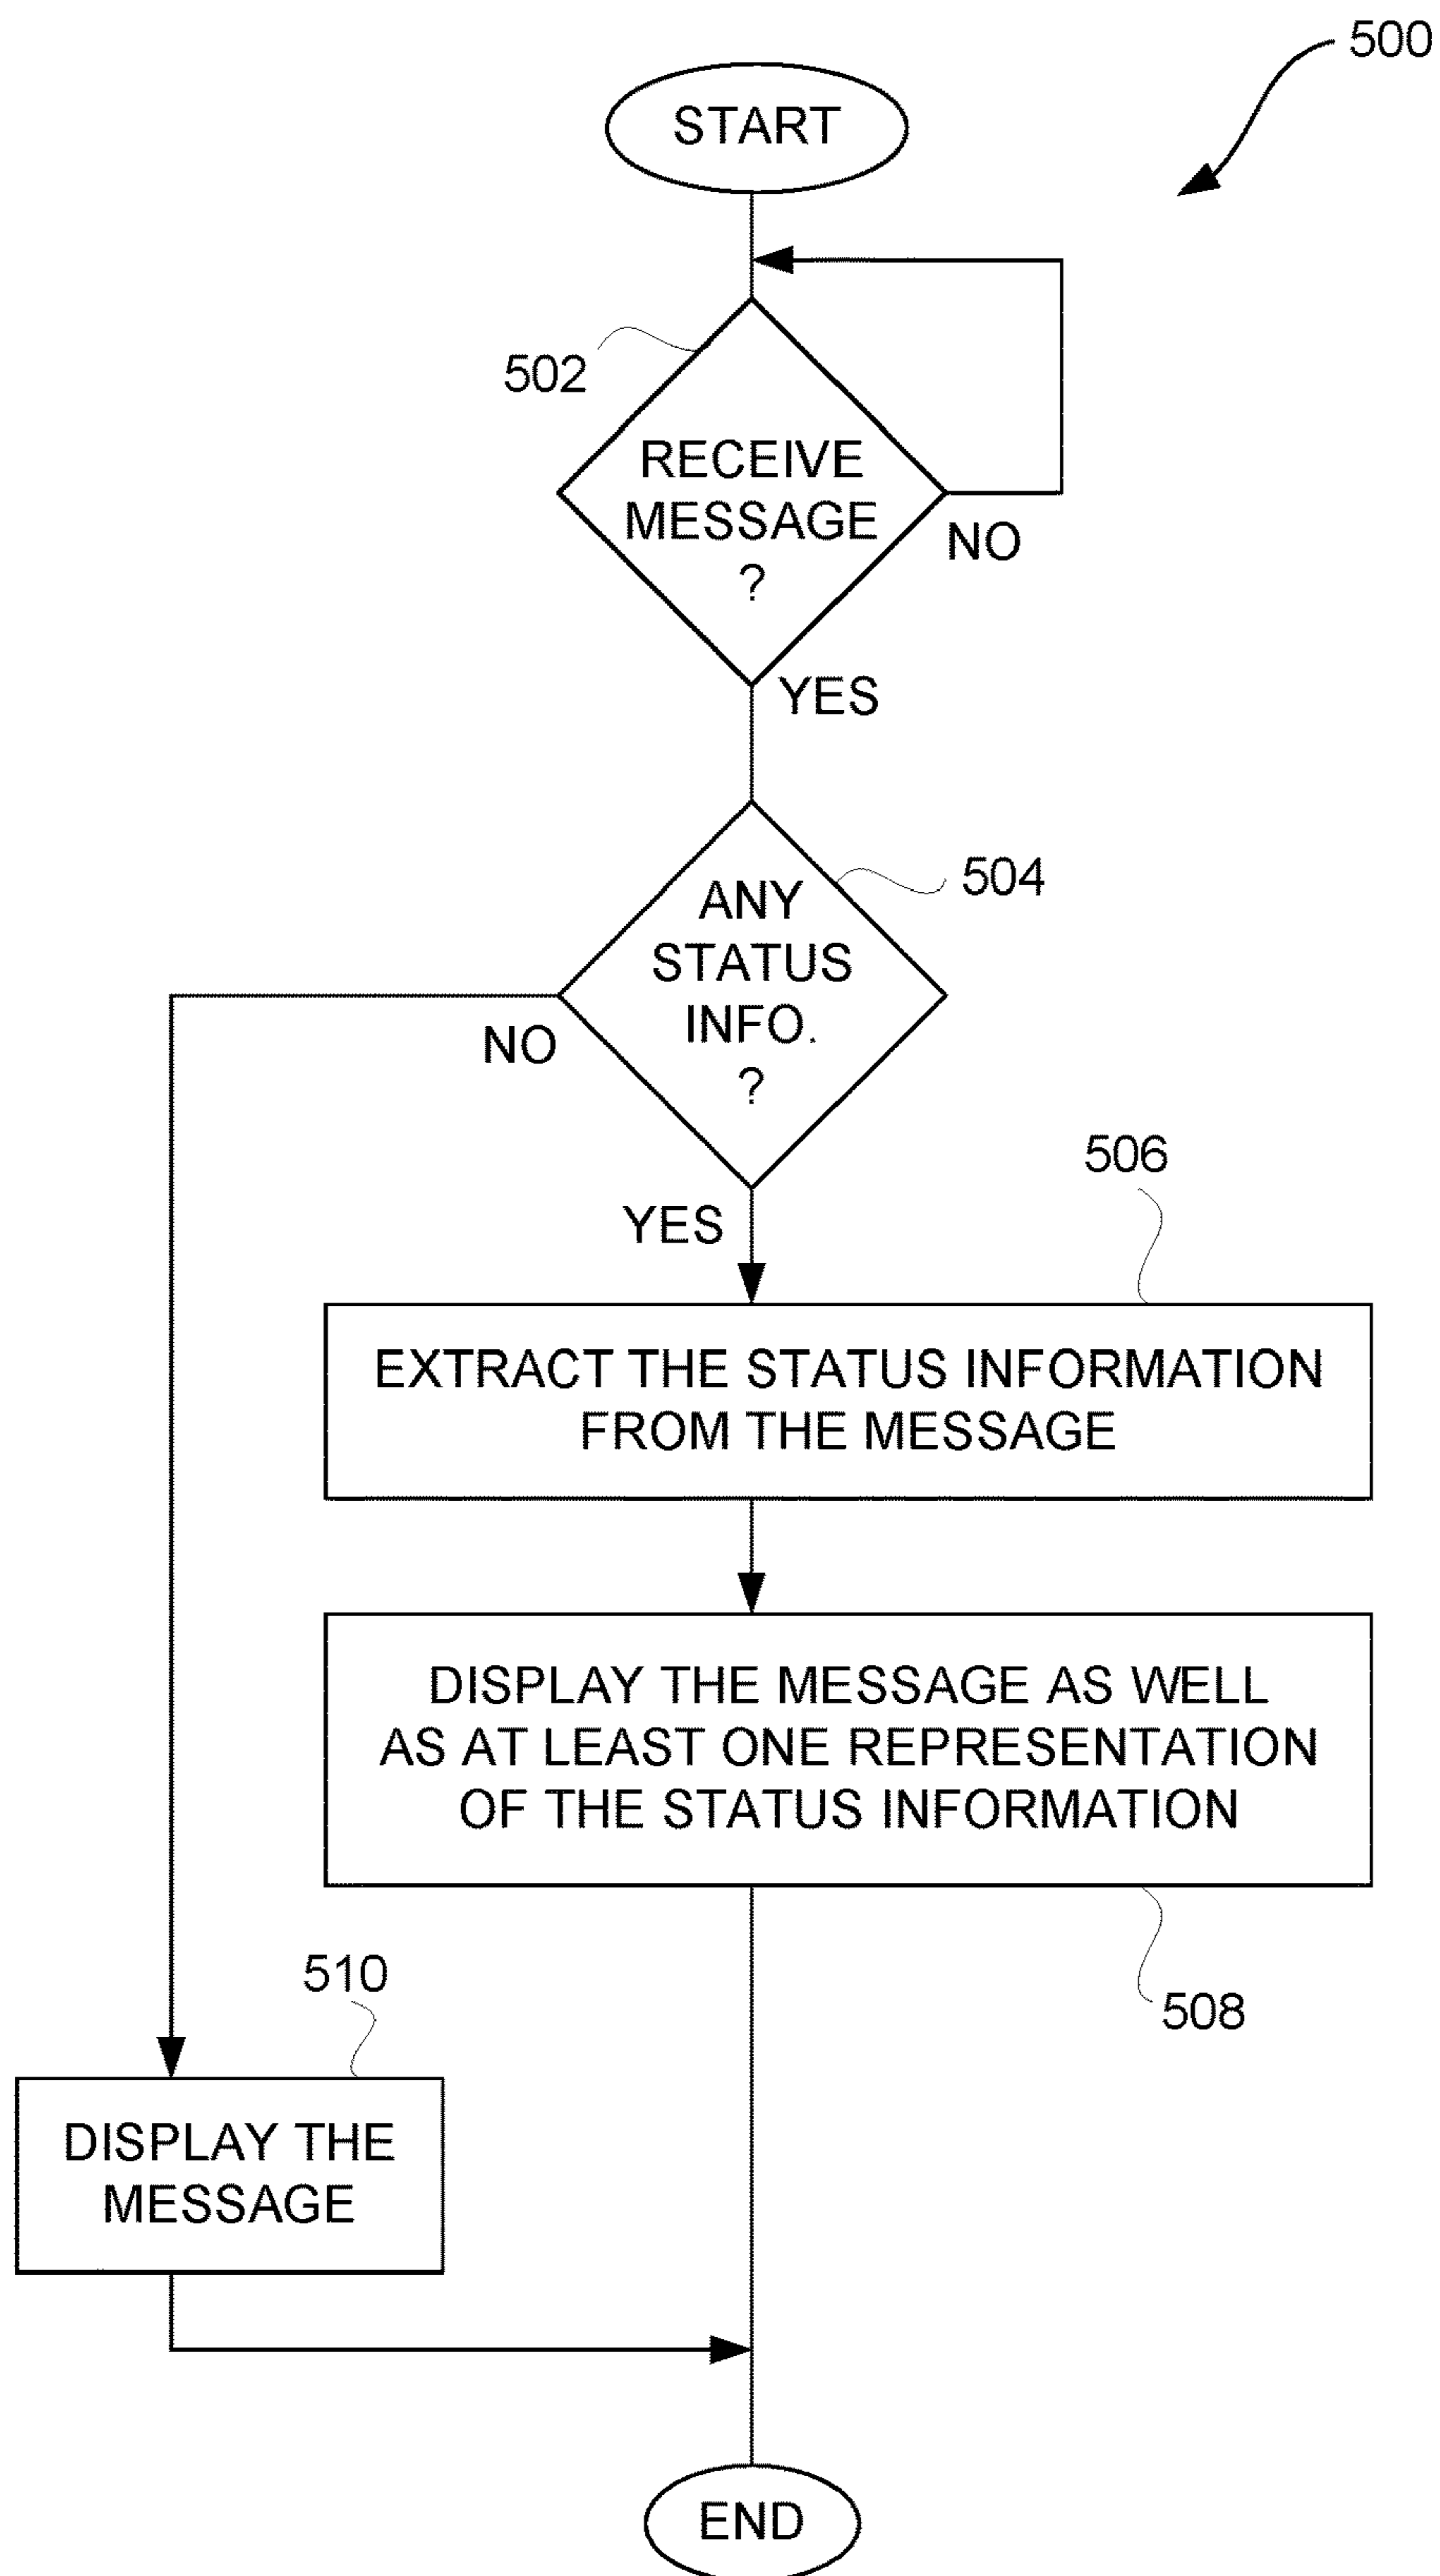 500
START
502
RECEIVE
MESSAGE
?
NO
YES
504
ANY
STATUS
INFO.
?
NO
YES
506
EXTRACT THE STATUS INFORMATION
FROM THE MESSAGE
DISPLAY THE MESSAGE AS WELL
AS AT LEAST ONE REPRESENTATION
OF THE STATUS INFORMATION
508
510
DISPLAY THE
MESSAGE
END